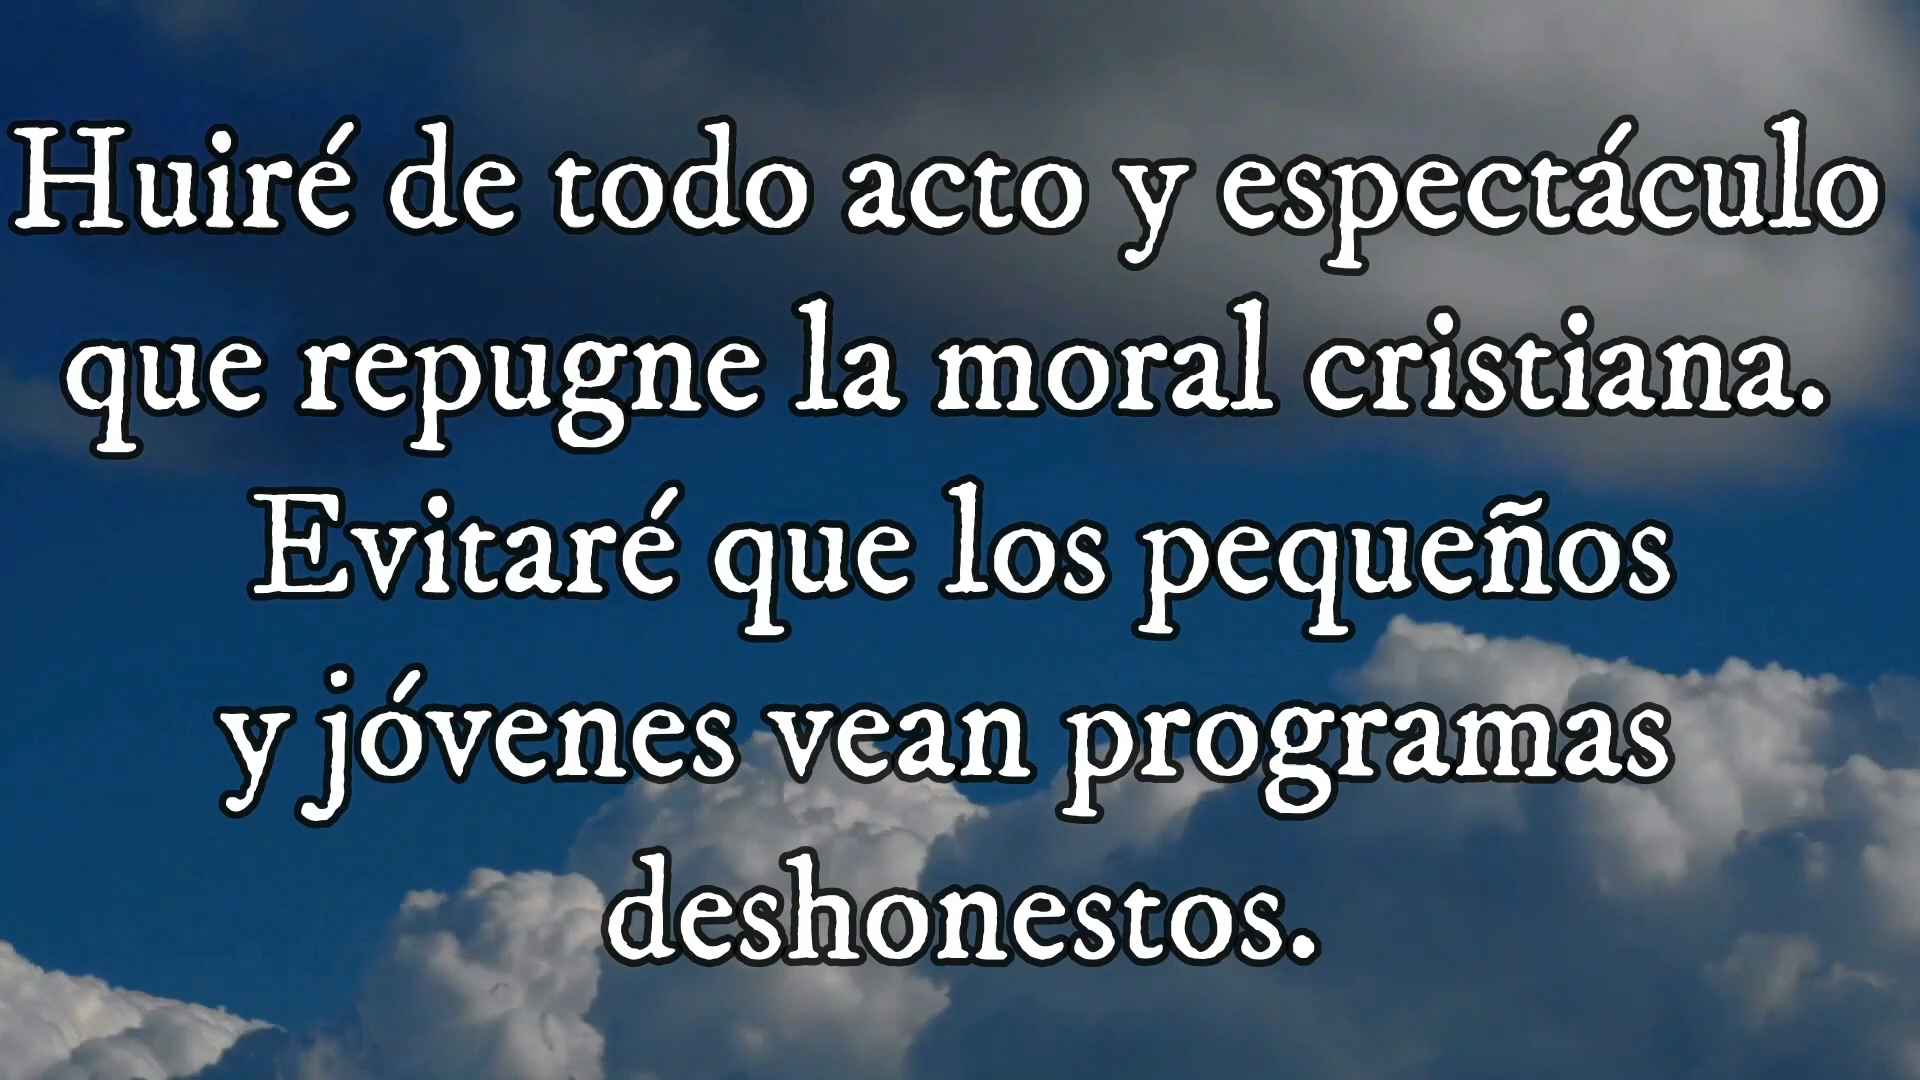 Huiré de todo acto y espectáculo
que repugne la moral cristiana.
Evitaré que los pequeños
y jóvenes vean programas
deshonestos.